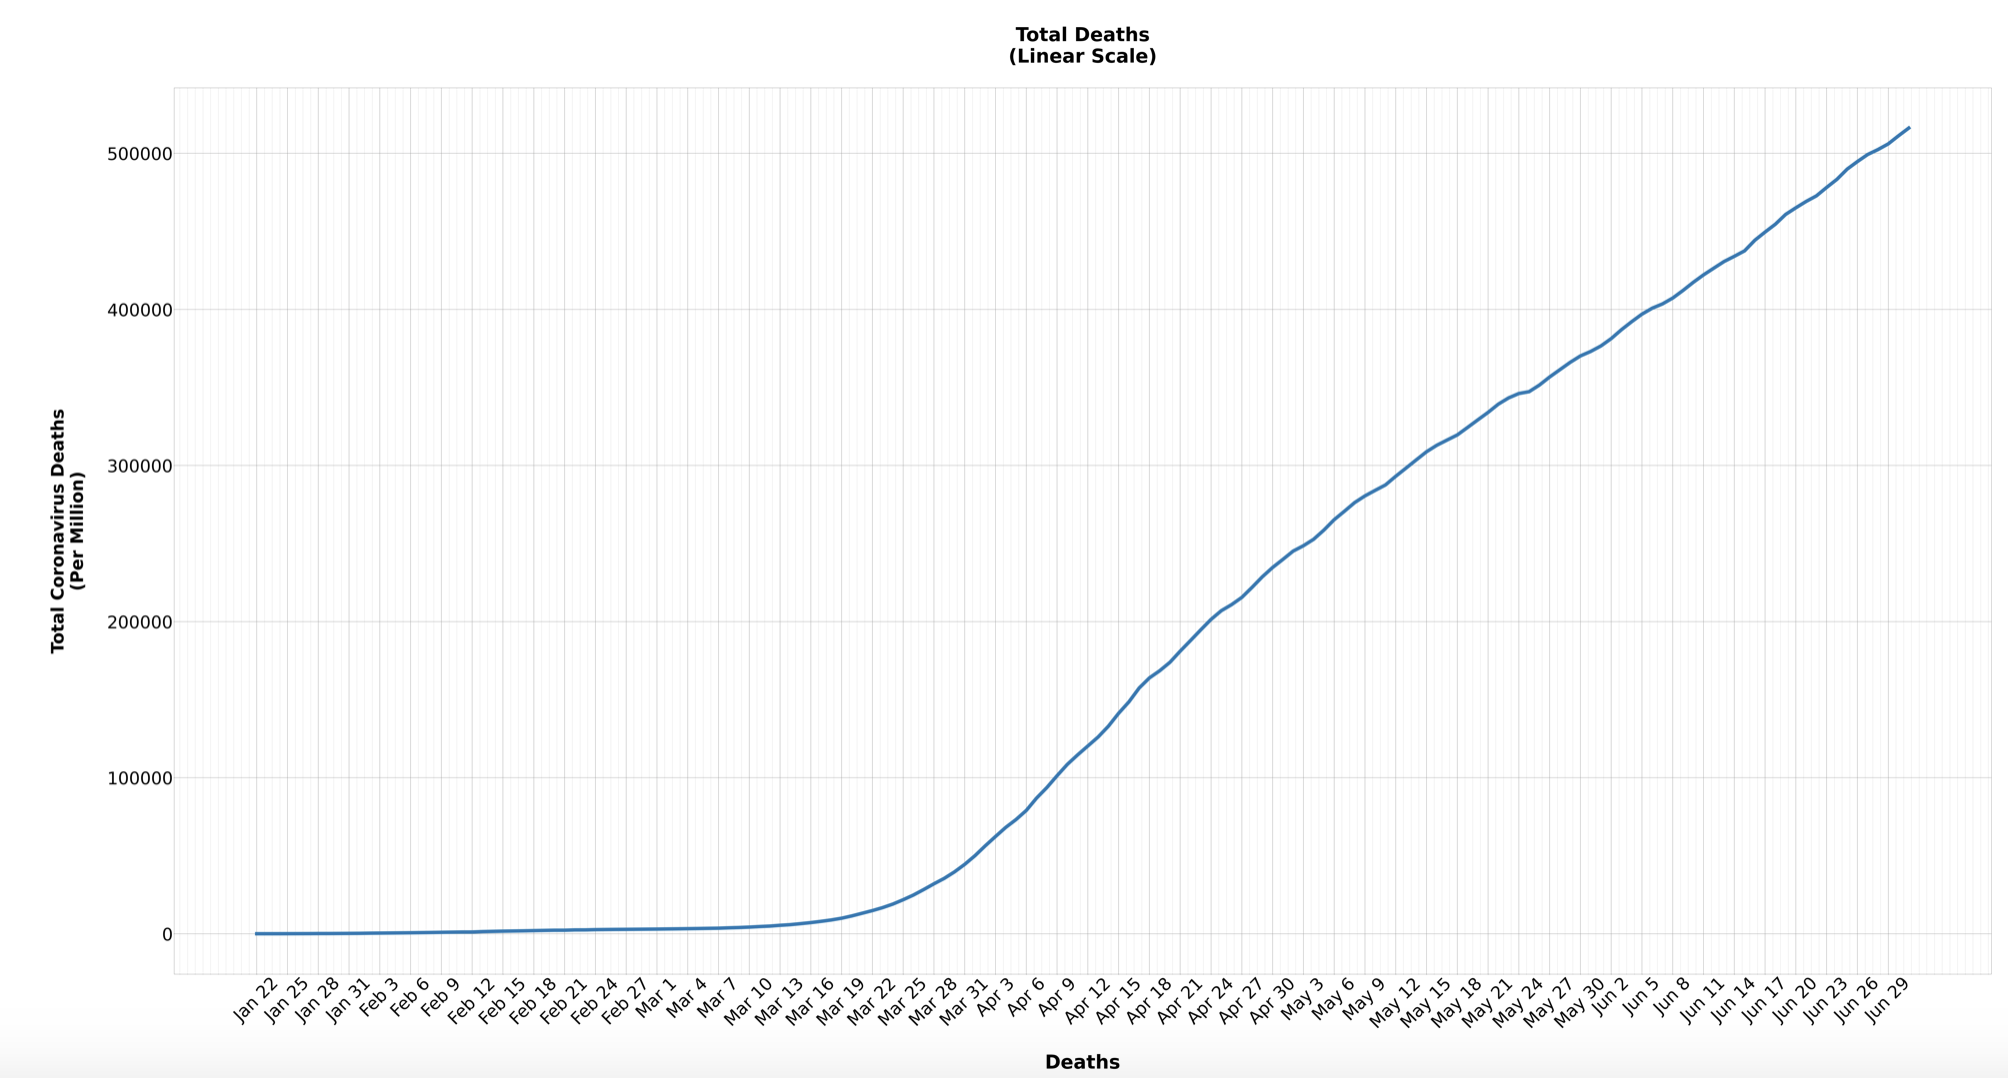 Total Deaths
(Linear Scale)
Total Coronavirus Deaths
(Per Million)
500000
400000
300000
200000
100000
0
Jan 22
Jan 25
Jan 28
Jan 31
Feb 3
Feb 6
Feb 9
Feb 12
Feb 15
Feb 18
Feb 21
Feb 24
Feb 27
Mar 1
Mar 4
Mar 7
Mar 10
Mar 13
Mar 16
Mar 19
Mar 22
Mar 25
Mar 28
Mar 31
Apr 3
Apr 6
Apr 9
Apr 12
Apr 15
Apr 18
Apr 21
Apr 24
Apr 27
Apr 30
May 3
May 6
May 9
May 12
May 15
May 18
May 21
May 24
May 27
May 30
Jun 2
Jun 5
Jun 8
Jun 11
Jun 14
Jun 17
Jun 20
Jun 23
Jun 26
Jun 29
Deaths